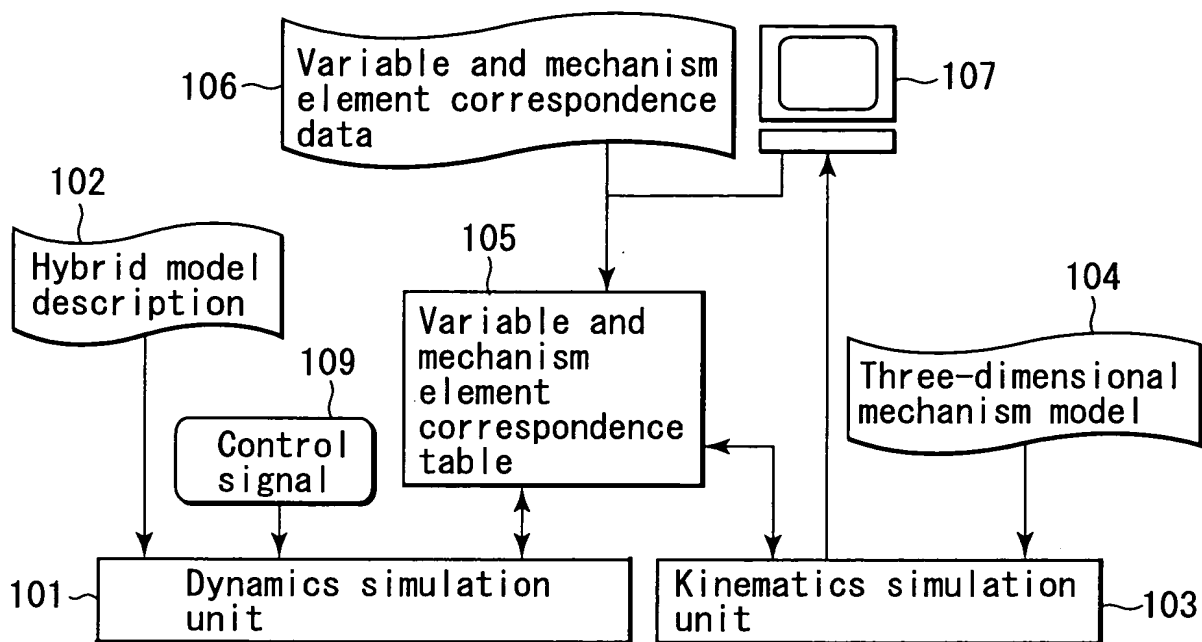 106
Variable and mechanism
element correspondence
data
107
102
Hybrid model
description
105
Variable and
mechanism
element
correspondence
table
109
Control
signal
104
Three-dimensional
mechanism model
101
Dynamics simulation
unit
Kinematics simulation
unit
103